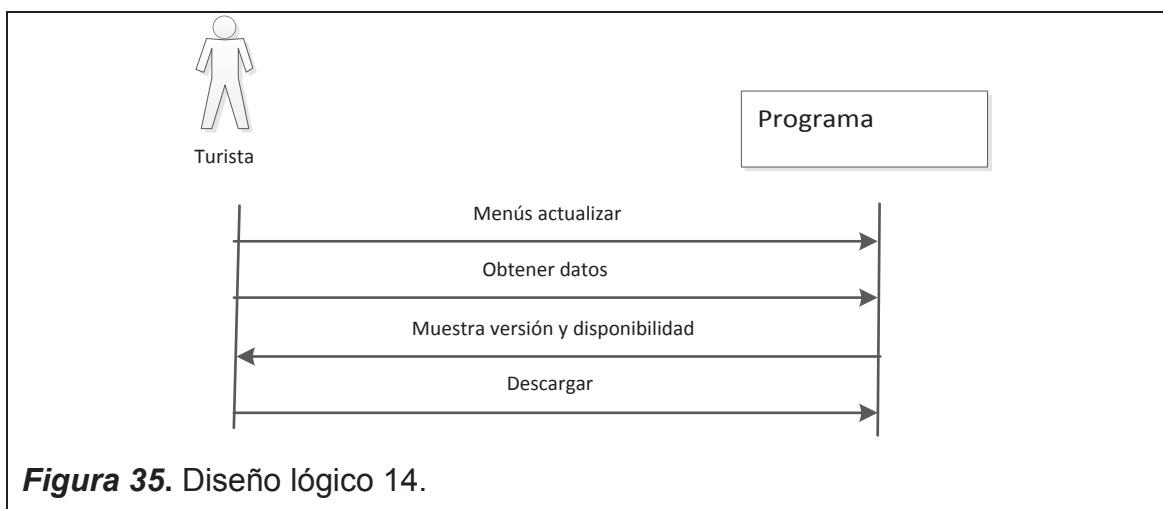 Turista
Programa
Menús actualizar
Obtener datos
Muestra versión y disponibilidad
Descargar
Figura 35. Diseño lógico 14.